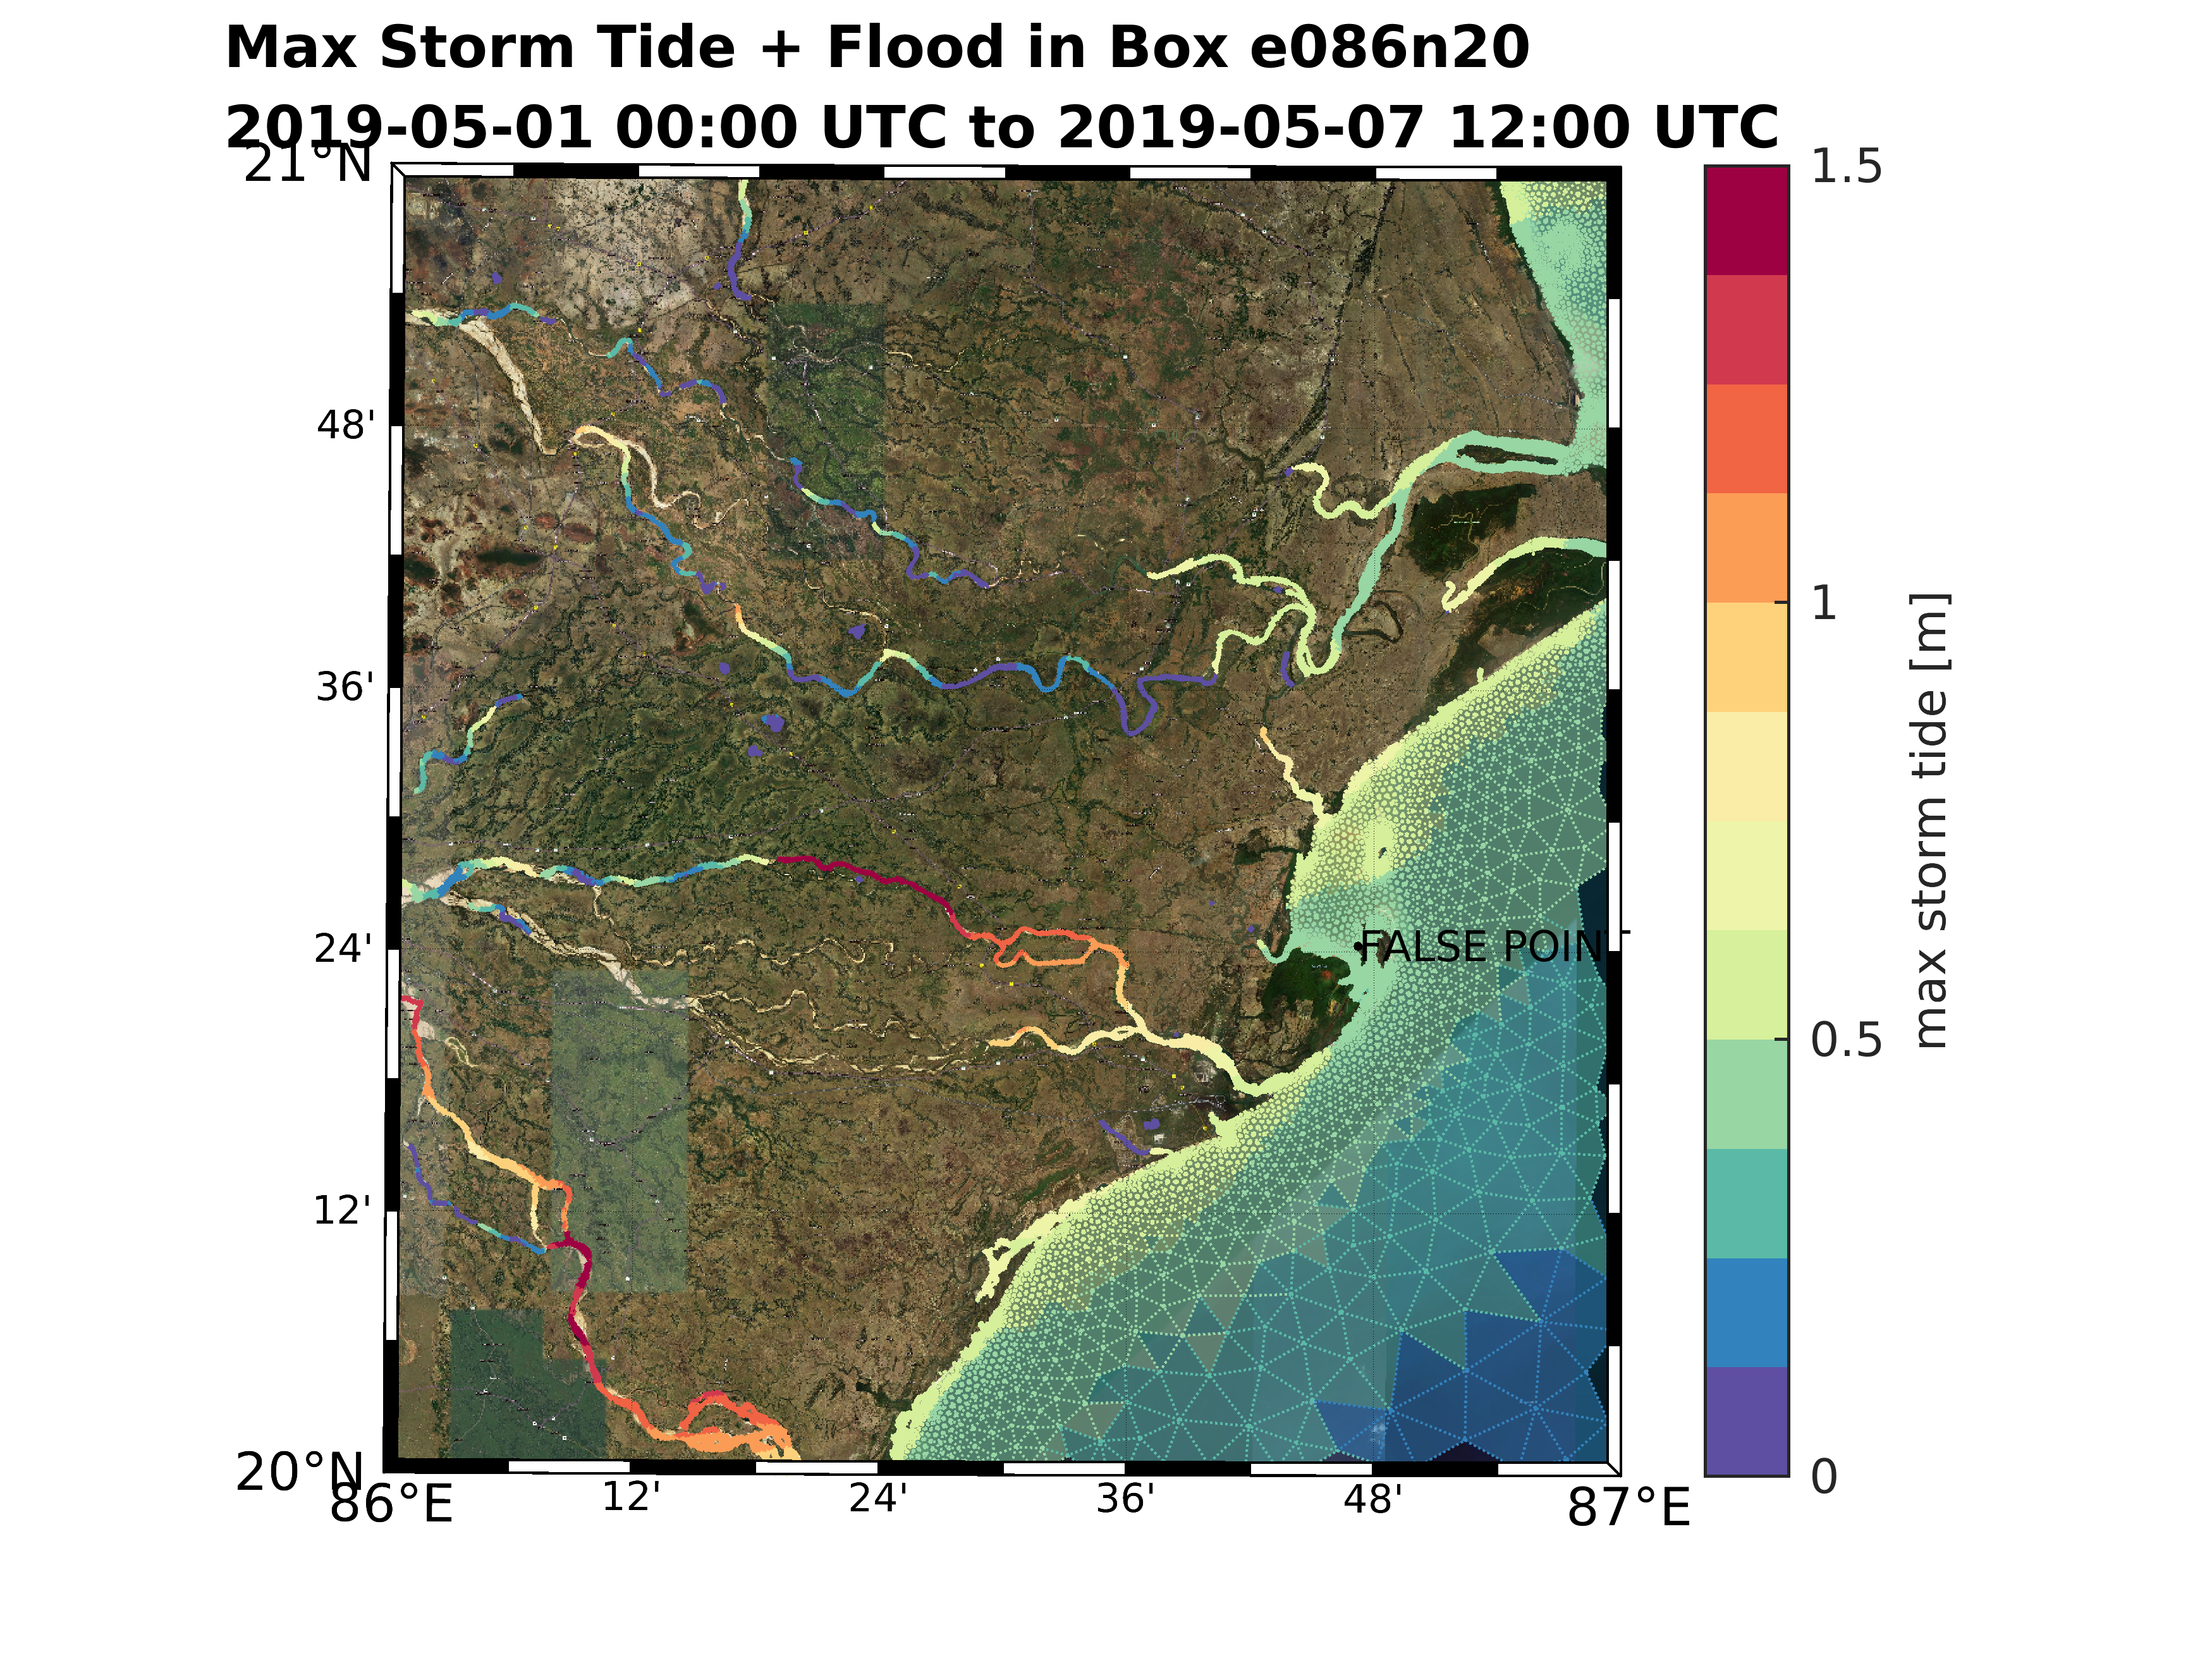 Max Storm Tide + Flood in Box e086n20
2019-05-01 00:00 UTC to 2019-05-07 12:00 UTC
21°N
48'
36'
24'
12'
20°N
86°E
12'
24'
36'
48'
87°E
FALSE POINT
1.5
1
0.5
0
max storm tide [m]